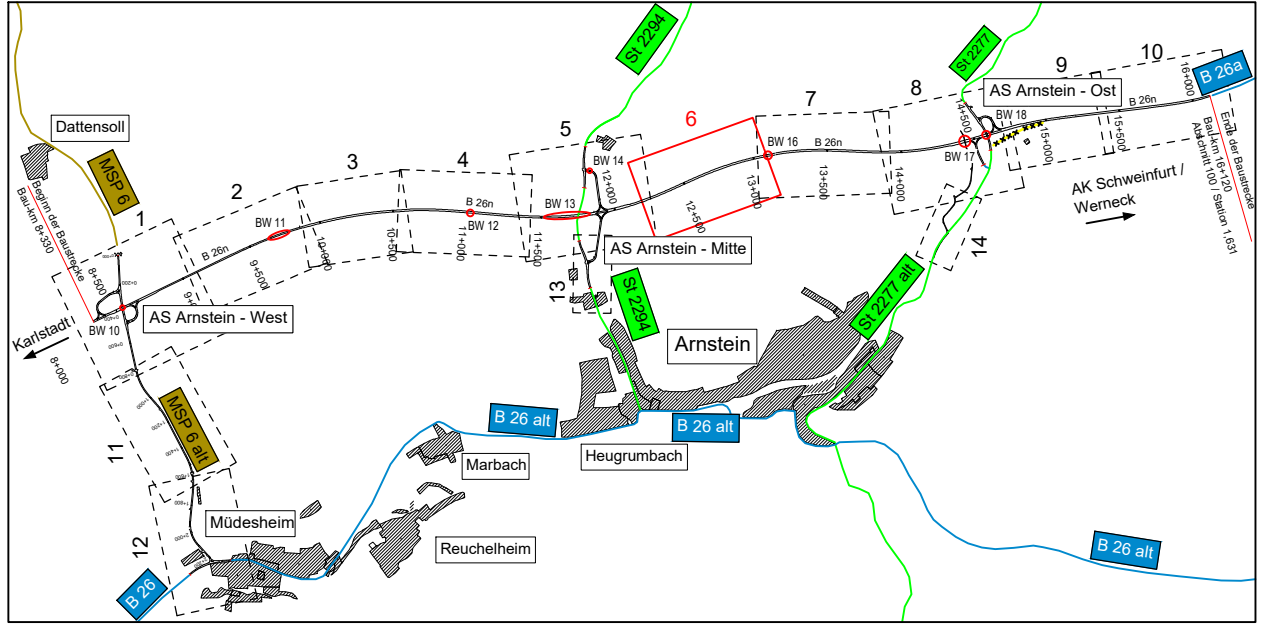 St 2294
St 2277
10
9
B 26a
16+000
8
7
AS Arnstein - Ost
B 26n
14+500
BW 18
6
5
Dattensoll
BW 14
BW 16
B 26n
BW 17
15+000
15+500
Ende der Baustrecke
Bau-km 16+120
Abschnitt 100 / Station 1,631
4
3
MSP 6
12+000
13+000
13+500
14+000
AK Schweinfurt /
Werneck
2
1
Beginn der Baustrecke
Bau-km 8+330
BW 11
B 26n
BW 12
BW 13
12+500
B 26n
10+000
10+500
11+000
11+500
AS Arnstein - Mitte
14
8+500
9+500
13
St 2294
St 2277 alt
BW 10
AS Arnstein - West
Karlstadt
8+000
Arnstein
MSP 6 alt
11
B 26 alt
B 26 alt
Heugrumbach
Marbach
Müdesheim
12
Reuchelheim
B 26 alt
B 26